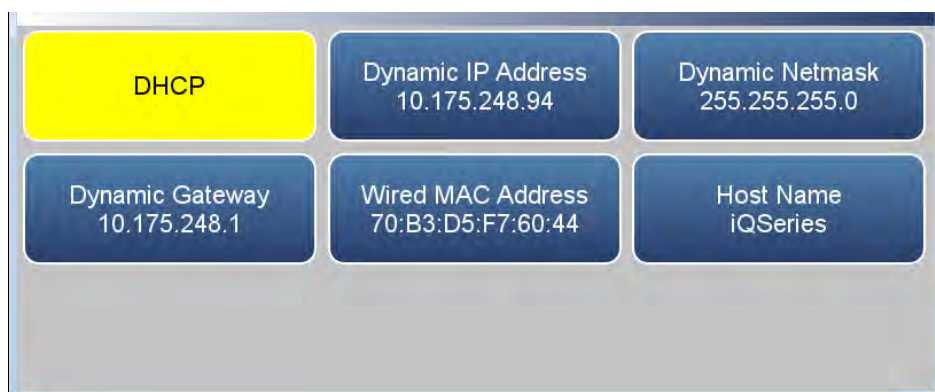 DHCP
Dynamic IP Address
10.175.248.94
Dynamic Netmask
255.255.255.0
Dynamic Gateway
10.175.248.1
Wired MAC Address
70:B3:D5:F7:60:44
Host Name
iQSeries